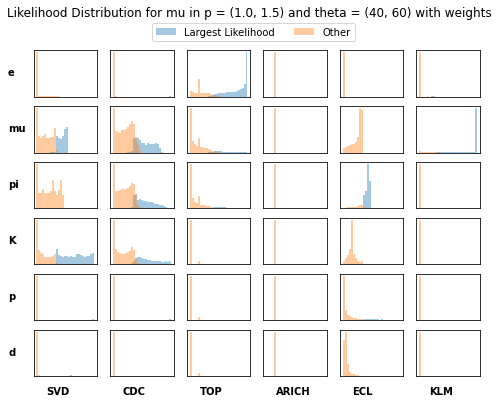 Likelihood Distribution for mu in p = (1.0, 1.5) and theta = (40, 60) with weights
Largest Likelihood Other
e
mu
pi
K
p
d
SVD CDC TOP ARICH ECL KLM